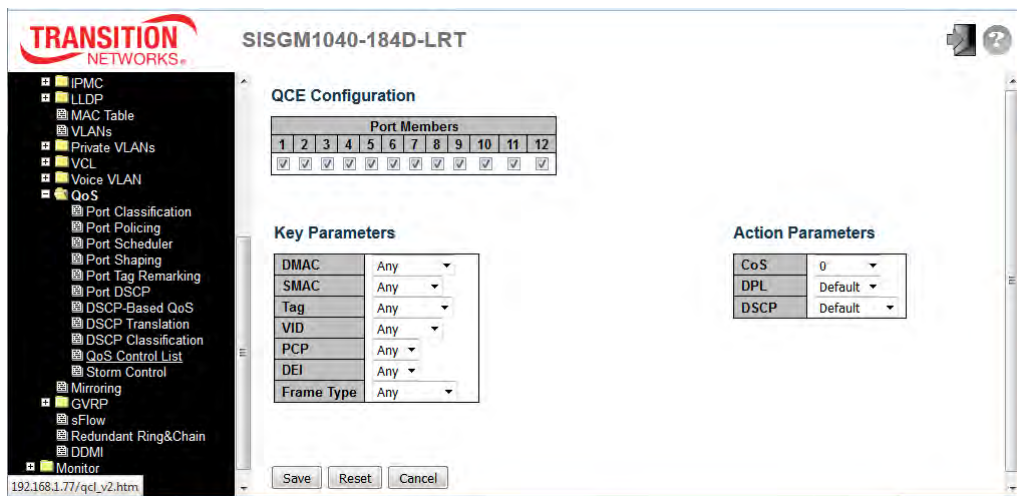 TRANSITION
NETWORKS®
SISGM1040-184D-LRT
?
IPMC
LLDP
MAC Table
VLANs
Private VLANs
VCL
Voice VLAN
QoS
Port Classification
Port Policing
Port Scheduler
Port Shaping
Port Tag Remarking
Port DSCP
DSCP-Based QoS
DSCP Translation
DSCP Classification
QoS Control List
Storm Control
Mirroring
GVRP
sFlow
Redundant Ring&Chain
DDMI
Monitor
192.168.1.77/qcl_v2.htm
QCE Configuration
Port Members
1 2 3 4 5 6 7 8 9 10 11 12
Key Parameters
DMAC Any
SMAC Any
Tag Any
VID Any
PCP Any
DEI Any
Frame Type Any
Action Parameters
CoS 0
DPL Default
DSCP Default
Save Reset Cancel